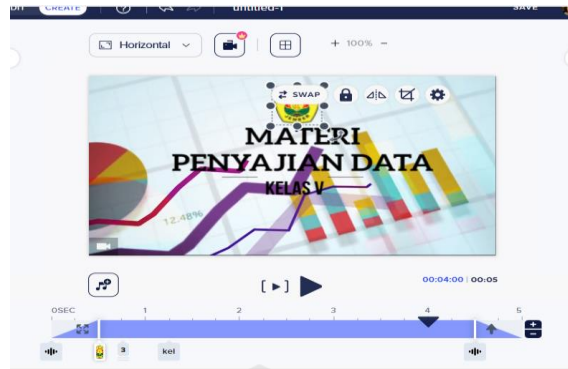 CREATE
untitled-1
SAVE
Horizontal
+ 100% −
SWAP
JEMBER
MATERI
PENYAJIAN DATA
KELAS V
12.48%
00:04:00 | 00:05
0SEC 1 2 3 4 5
3 kel